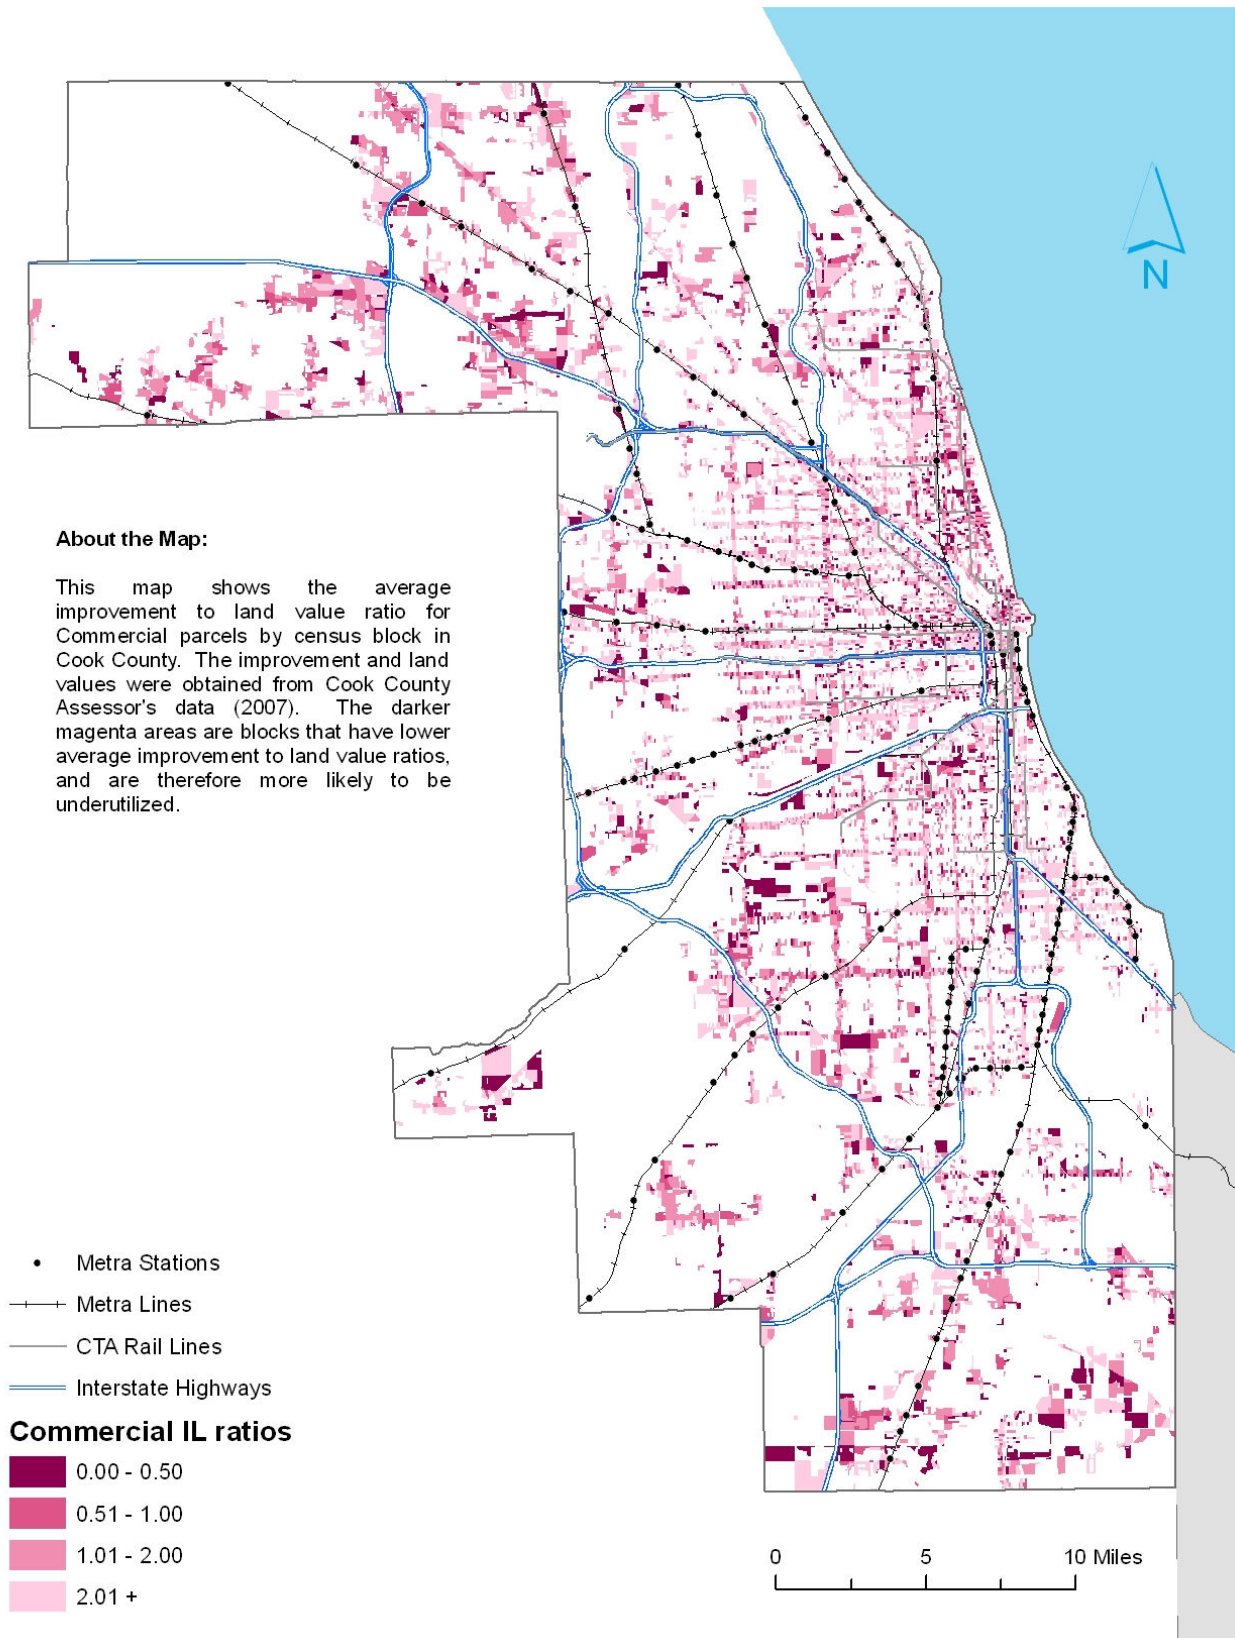 N
About the Map:
This map shows the average
improvement to land value ratio for
Commercial parcels by census block in
Cook County. The improvement and land
values were obtained from Cook County
Assessor's data (2007). The darker
magenta areas are blocks that have lower
average improvement to land value ratios,
and are therefore more likely to be
underutilized.
Metra Stations
Metra Lines
CTA Rail Lines
Interstate Highways
Commercial IL ratios
0.00 - 0.50
0.51 - 1.00
1.01 - 2.00
2.01 +
0 5 10 Miles